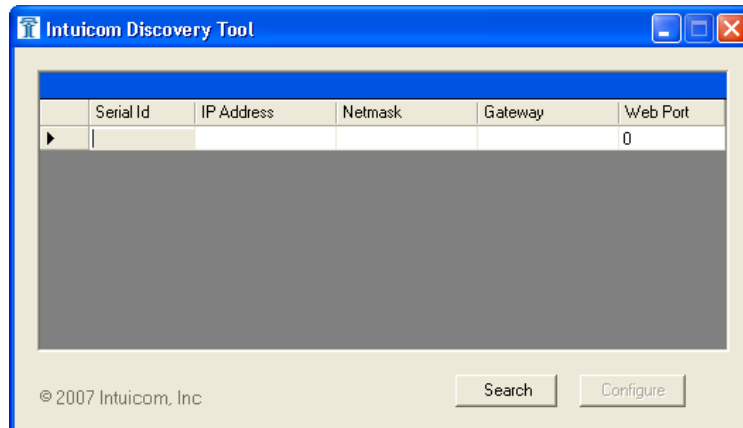 Intuicom Discovery Tool
Serial Id IP Address Netmask Gateway Web Port
0
Search Configure
© 2007 Intuicom, Inc